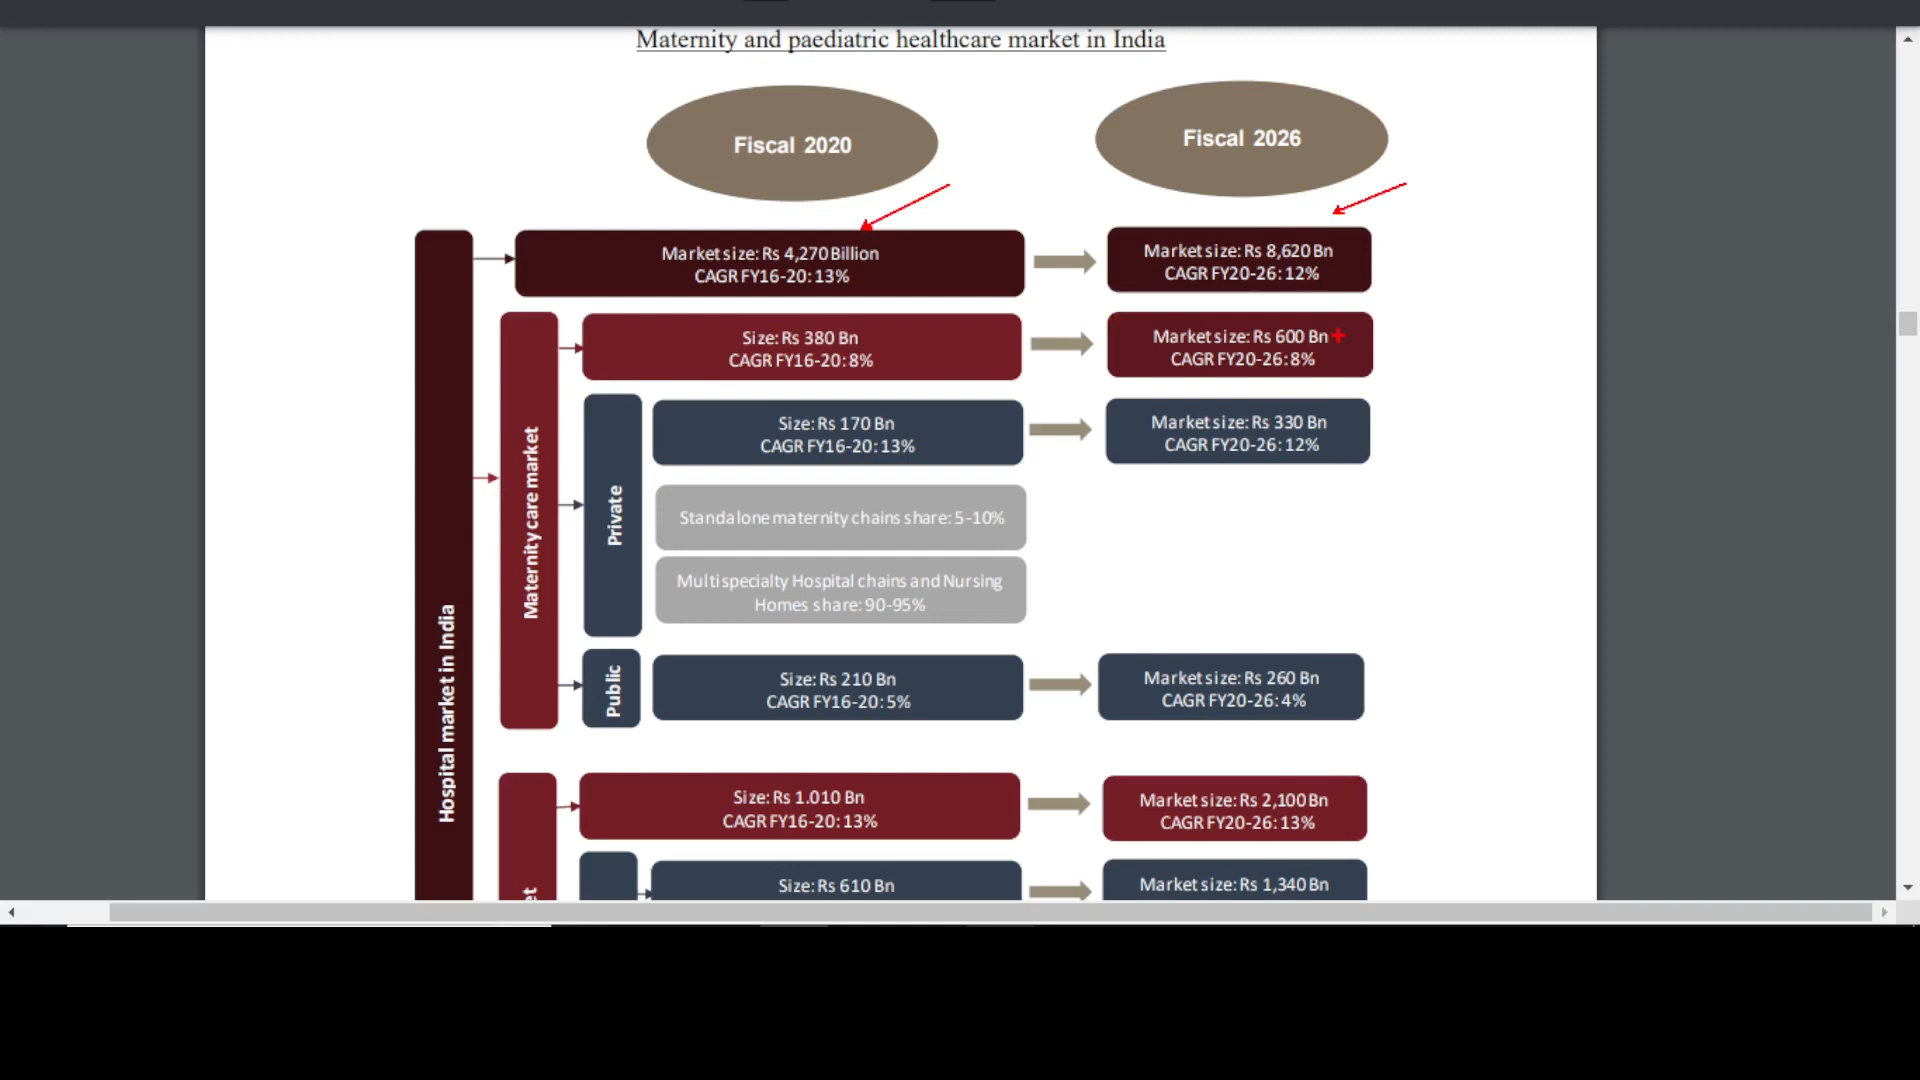 Maternity and paediatric healthcare market in India
Fiscal 2020
Fiscal 2026
Hospital market in India
Market size: Rs 4,270 Billion
CAGR FY16-20: 13%
Market size: Rs 8,620 Bn
CAGR FY20-26: 12%
Maternity care market
Size: Rs 380 Bn
CAGR FY16-20: 8%
Market size: Rs 600 Bn
CAGR FY20-26: 8%
Private
Size: Rs 170 Bn
CAGR FY16-20: 13%
Market size: Rs 330 Bn
CAGR FY20-26: 12%
Standalone maternity chains share: 5-10%
Multispecialty Hospital chains and Nursing
Homes share: 90-95%
Public
Size: Rs 210 Bn
CAGR FY16-20: 5%
Market size: Rs 260 Bn
CAGR FY20-26: 4%
Size: Rs 1.010 Bn
CAGR FY16-20: 13%
Market size: Rs 2,100 Bn
CAGR FY20-26: 13%
Size: Rs 610 Bn
Market size: Rs 1,340 Bn